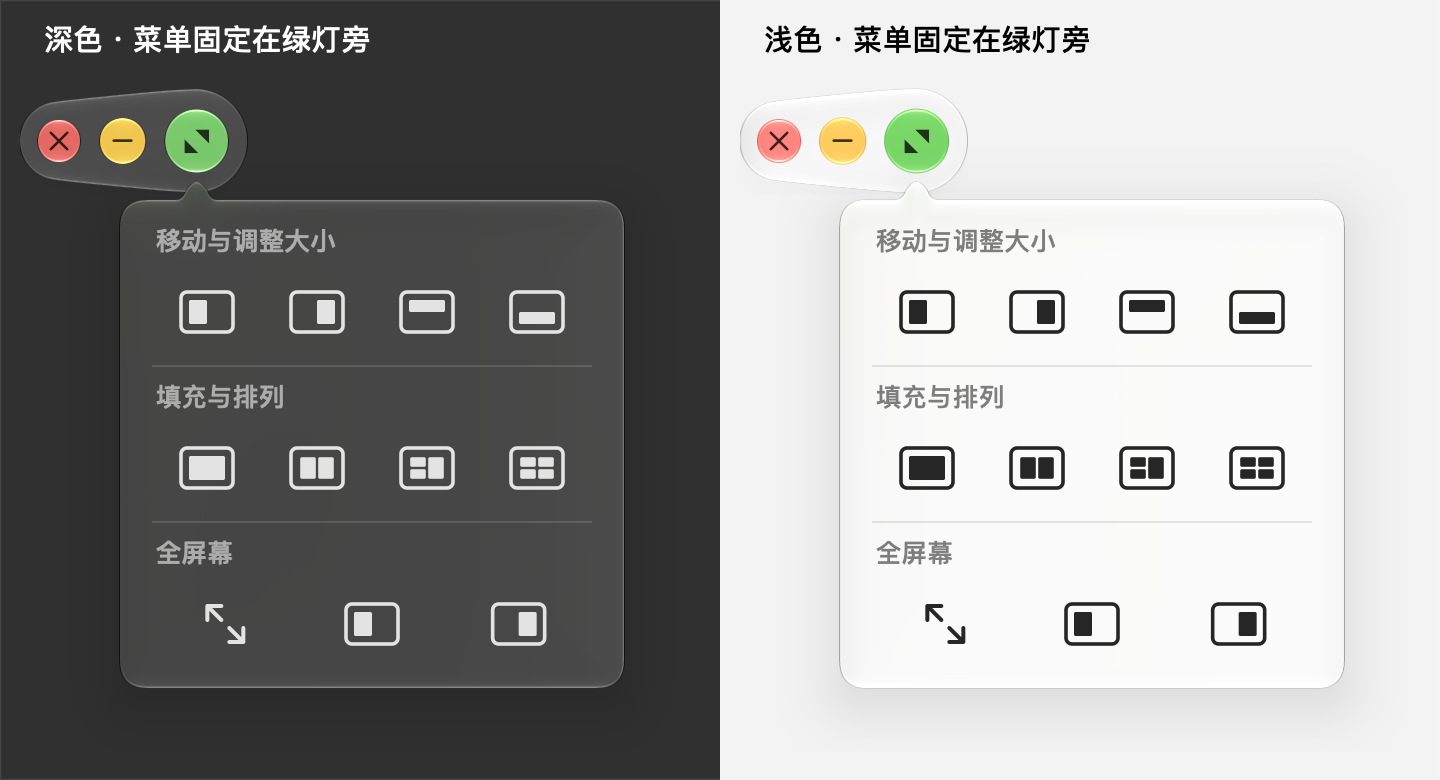 深色 · 菜单固定在绿灯旁
移动与调整大小
填充与排列
全屏幕
浅色 · 菜单固定在绿灯旁
移动与调整大小
填充与排列
全屏幕